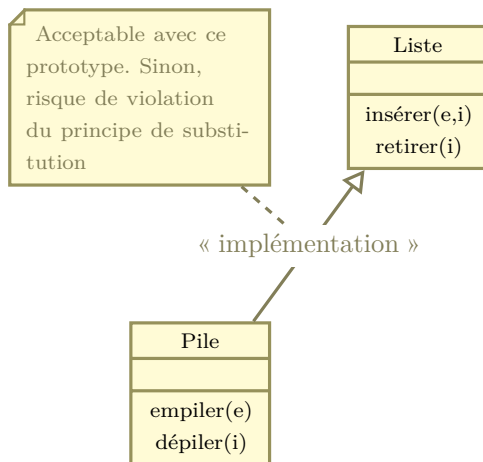 Acceptable avec ce
prototype. Sinon,
risque de violation
du principe de substi-
tution
Liste
insérer(e,i)
retirer(i)
« implémentation »
Pile
empiler(e)
dépiler(i)